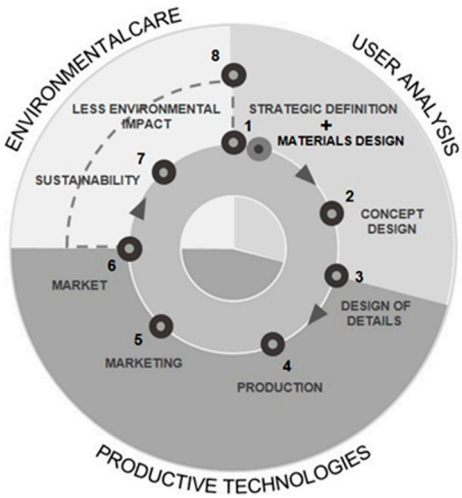 ENVIRONMENTALCARE
USER ANALYSIS
8
LESS ENVIRONMENTAL
IMPACT
STRATEGIC DEFINITION
+
MATERIALS DESIGN
1
7
SUSTAINABILITY
2
CONCEPT
DESIGN
6
MARKET
3
DESIGN OF
DETAILS
5
MARKETING
4
PRODUCTION
PRODUCTIVE TECHNOLOGIES